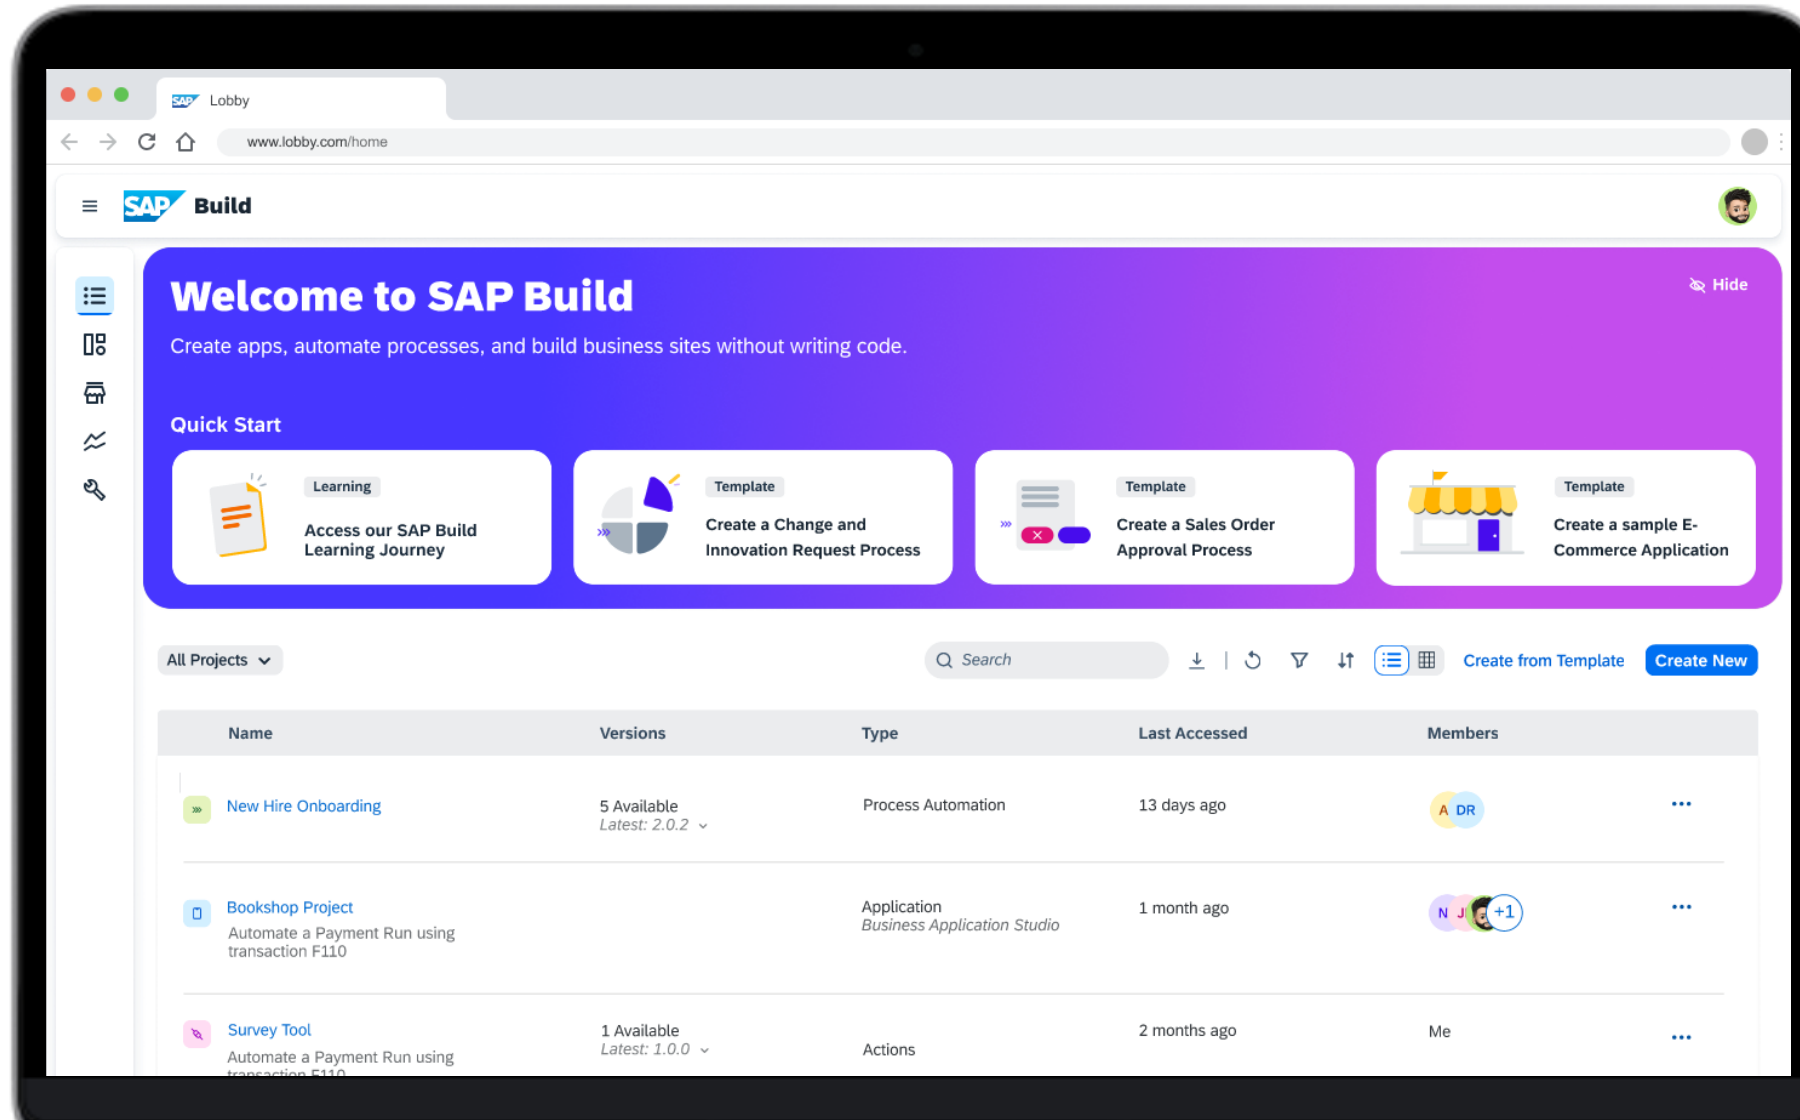 SAP Lobby
www.lobby.com/home
SAP Build
Welcome to SAP Build
Hide
Create apps, automate processes, and build business sites without writing code.
Quick Start
Learning
Access our SAP Build
Learning Journey
Template
Create a Change and
Innovation Request Process
Template
Create a Sales Order
Approval Process
Template
Create a sample E-
Commerce Application
All Projects
Search
Create from Template
Create New
Name Versions Type Last Accessed Members
New Hire Onboarding
5 Available
Latest: 2.0.2
Process Automation
13 days ago
A DR
Bookshop Project
Automate a Payment Run using
transaction F110
Application
Business Application Studio
1 month ago
N J +1
Survey Tool
Automate a Payment Run using
transaction F110
1 Available
Latest: 1.0.0
Actions
2 months ago
Me